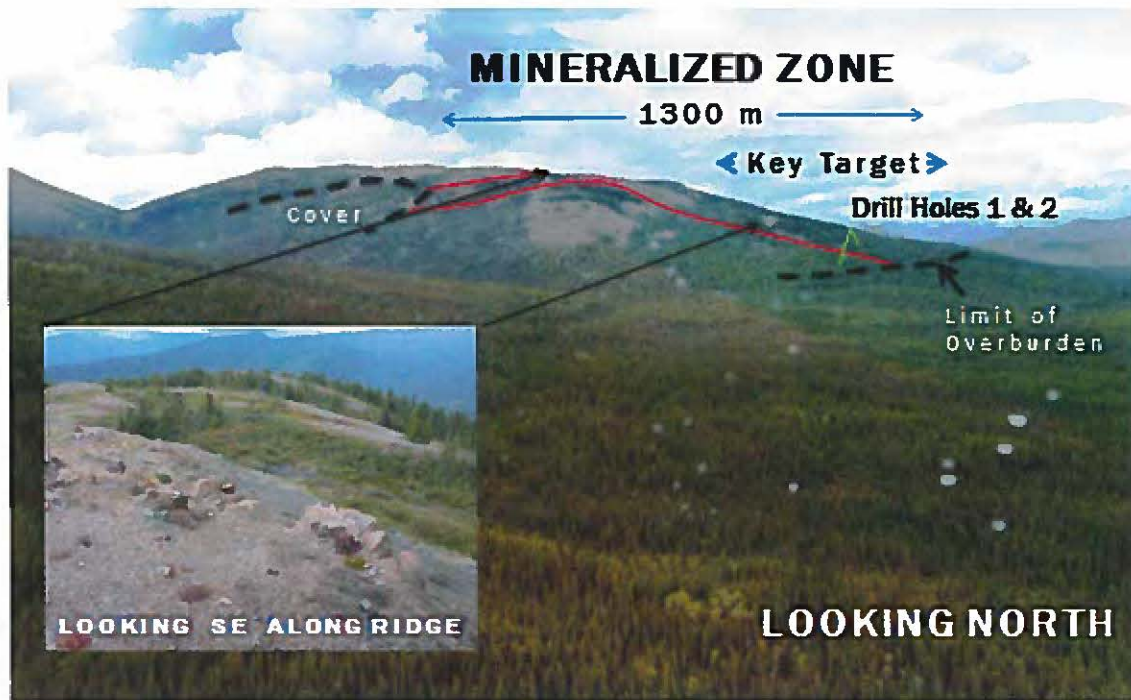 MINERALIZED ZONE
1300 m
Key Target
Drill Holes 1 & 2
Cover
Limit of
Overburden
LOOKING SE ALONG RIDGE
LOOKING NORTH